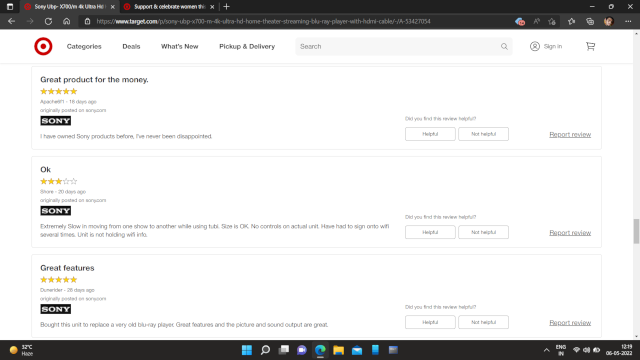 Sony Ubp- X700/m 4k Ultra Hd
Support & celebrate women thi
https://www.target.com/p/sony-ubp-x700-m-4k-ultra-hd-home-theater-streaming-blu-ray-player-with-hdmi-cable/-/A-53427054
Categories Deals What's New Pickup & Delivery Search Sign in
Great product for the money.
- 16 days ago
originally posted on sony.com
SONY
I have owned Sony products before, I've never been disappointed.
Did you find this review helpful?
Helpful Not helpful Report review
Ok
Shore - 20 days ago
originally posted on sony.com
SONY
Extremely Slow in moving from one show to another while using tubi. Size is OK. No controls on actual unit. Have had to sign onto wifi
several times. Unit is not holding wifi info.
Did you find this review helpful?
Helpful Not helpful Report review
Great features
Dunerider - 26 days ago
originally posted on sony.com
SONY
Bought this unit to replace a very old blu-ray player. Great features and the picture and sound output are great.
Did you find this review helpful?
Helpful Not helpful Report review
32°C
Haze
ENG
IN
12:19
06-05-2022